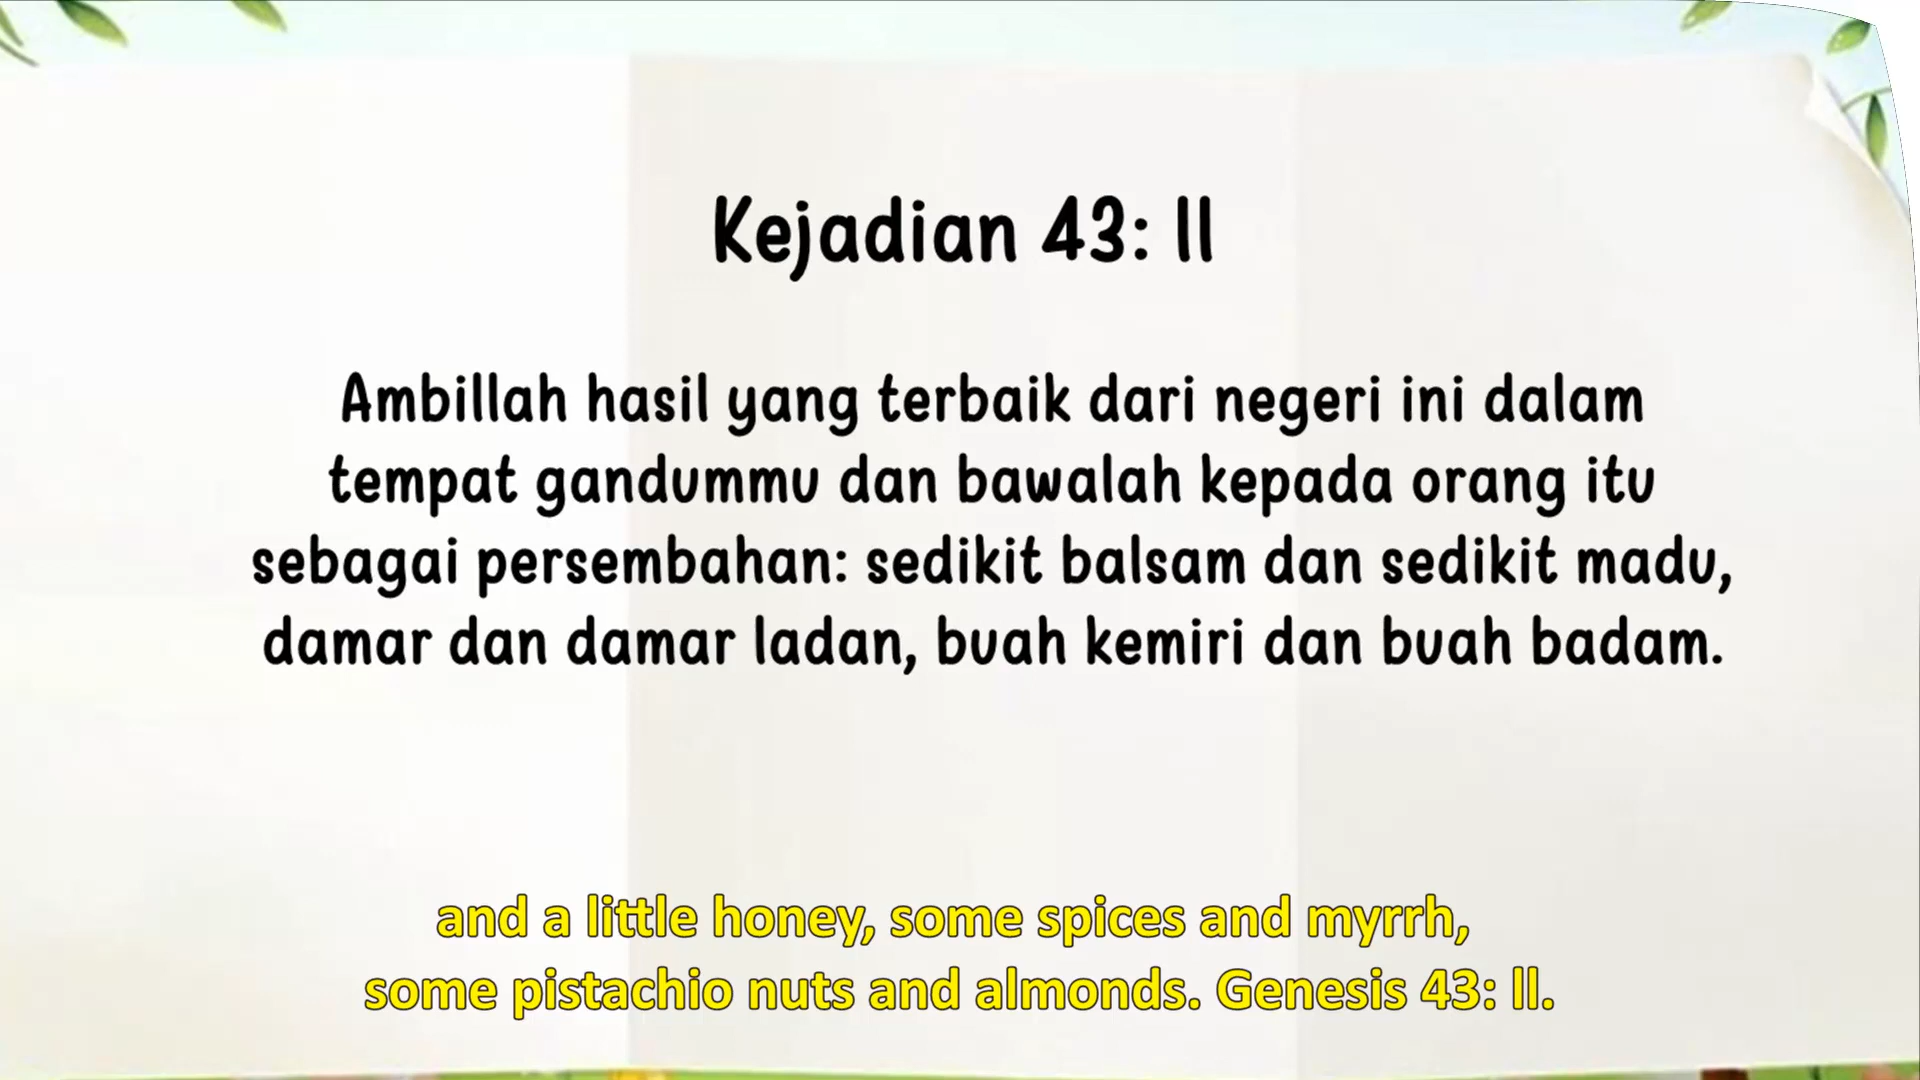 Kejadian 43: 11
Ambillah hasil yang terbaik dari negeri ini dalam
tempat gandummu dan bawalah kepada orang itu
sebagai persembahan: sedikit balsam dan sedikit madu,
damar dan damar ladan, buah kemiri dan buah badam.
and a little honey, some spices and myrrh,
some pistachio nuts and almonds. Genesis 43: ll.